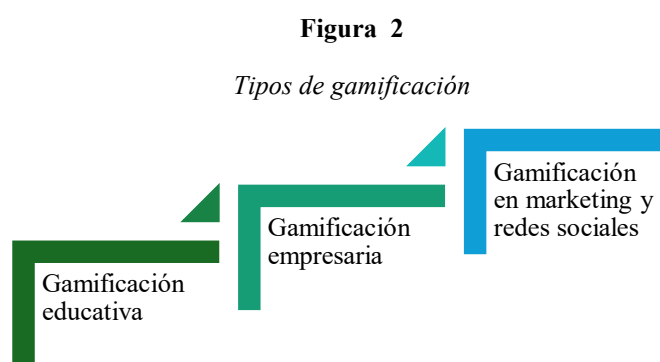 Figura 2
Tipos de gamificación
Gamificación
educativa
Gamificación
empresaria
Gamificación
en marketing y
redes sociales